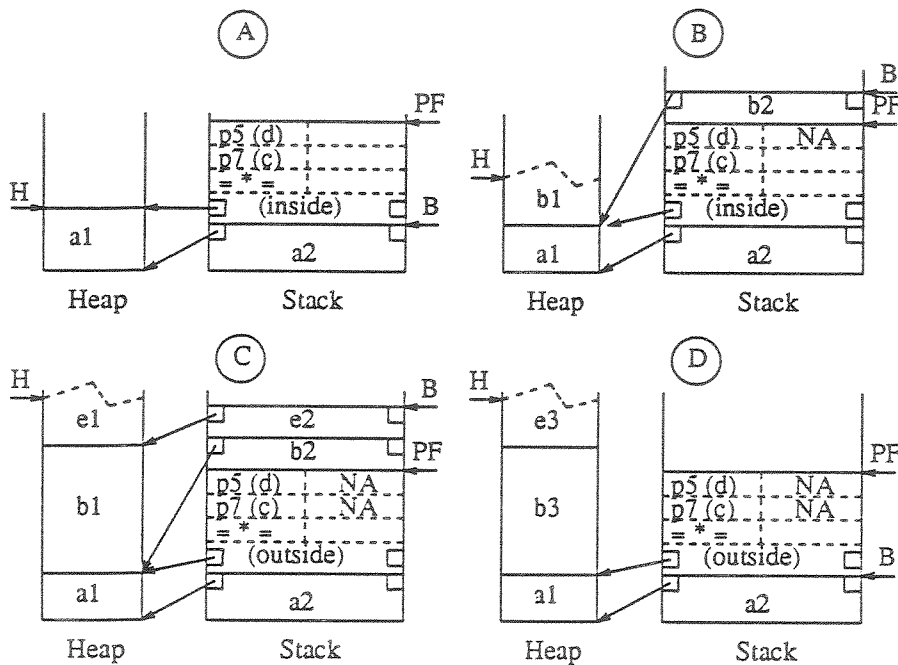 A
PF
p5 (d)
p7 (c)
= * =
H
(inside)
B
a1
a2
Heap
Stack
B
B
b2
PF
p5 (d)
NA
p7 (c)
= * =
H
b1
(inside)
a1
a2
Heap
Stack
C
H
B
e1
e2
b2
PF
p5 (d)
NA
b1
p7 (c)
NA
= * =
(outside)
a1
a2
Heap
Stack
D
H
e3
PF
p5 (d)
NA
b3
p7 (c)
NA
= * =
(outside)
B
a1
a2
Heap
Stack